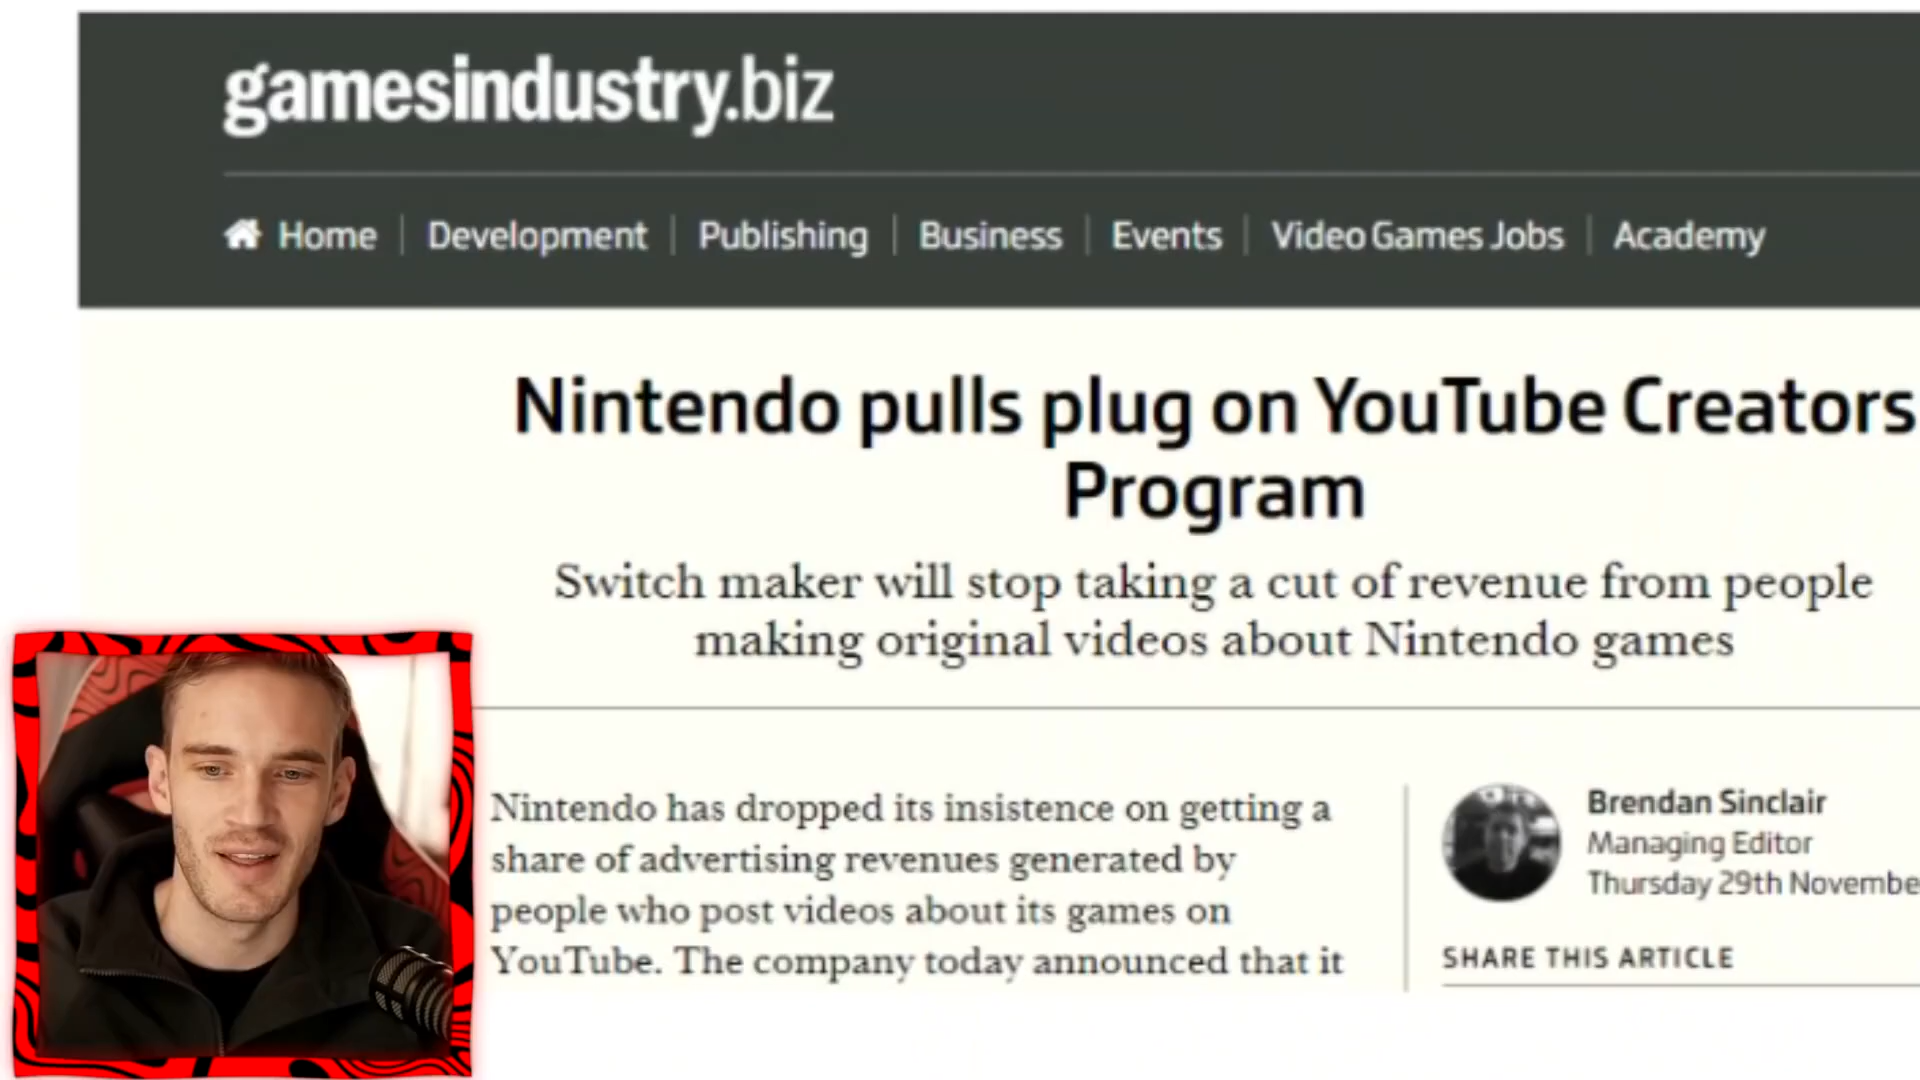 gamesindustry.biz
Home
Development
Publishing
Business
Events
Video Games Jobs
Academy
Nintendo pulls plug on YouTube Creators
Program
Switch maker will stop taking a cut of revenue from people
making original videos about Nintendo games
Nintendo has dropped its insistence on getting a
share of advertising revenues generated by
people who post videos about its games on
YouTube. The company today announced that it
Brendan Sinclair
Managing Editor
Thursday 29th Novembe
SHARE THIS ARTICLE